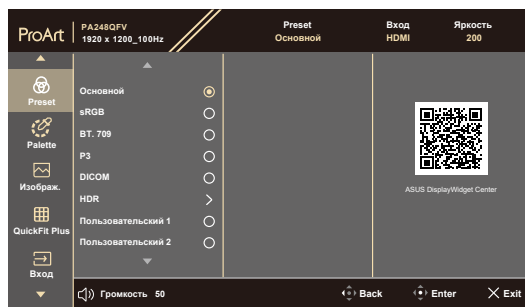 ProArt
PA248QFV
1920 x 1200_100Hz
Preset
Основной
Вход
HDMI
Яркость
200
Preset
Palette
Изображ.
QuickFit Plus
Вход
Основной
sRGB
BT. 709
P3
DICOM
HDR
Пользовательский 1
Пользовательский 2
ASUS DisplayWidget Center
Громкость 50
Back
Enter
Exit